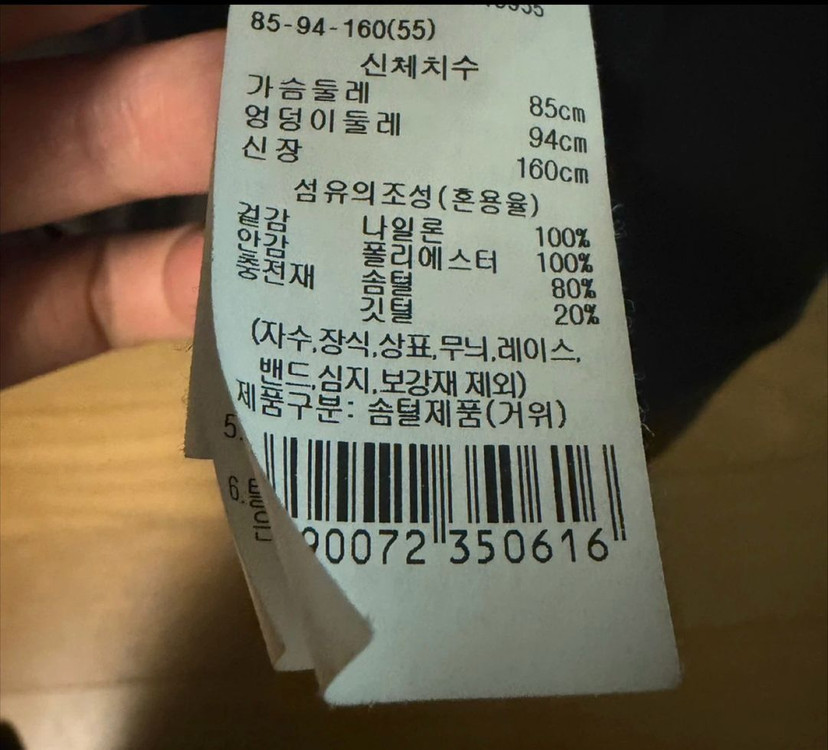 85-94-160(55)
신체치수
가슴둘레 85cm
엉덩이둘레 94cm
신장 160cm
섬유의조성(혼용율)
겉감 나일론 100%
안감 폴리에스터 100%
충전재 솜털 80%
깃털 20%
(자수,장식,상표,무늬,레이스,
밴드,심지,보강재 제외)
제품구분: 솜털제품(거위)
5.
6.털
은
90072 350616